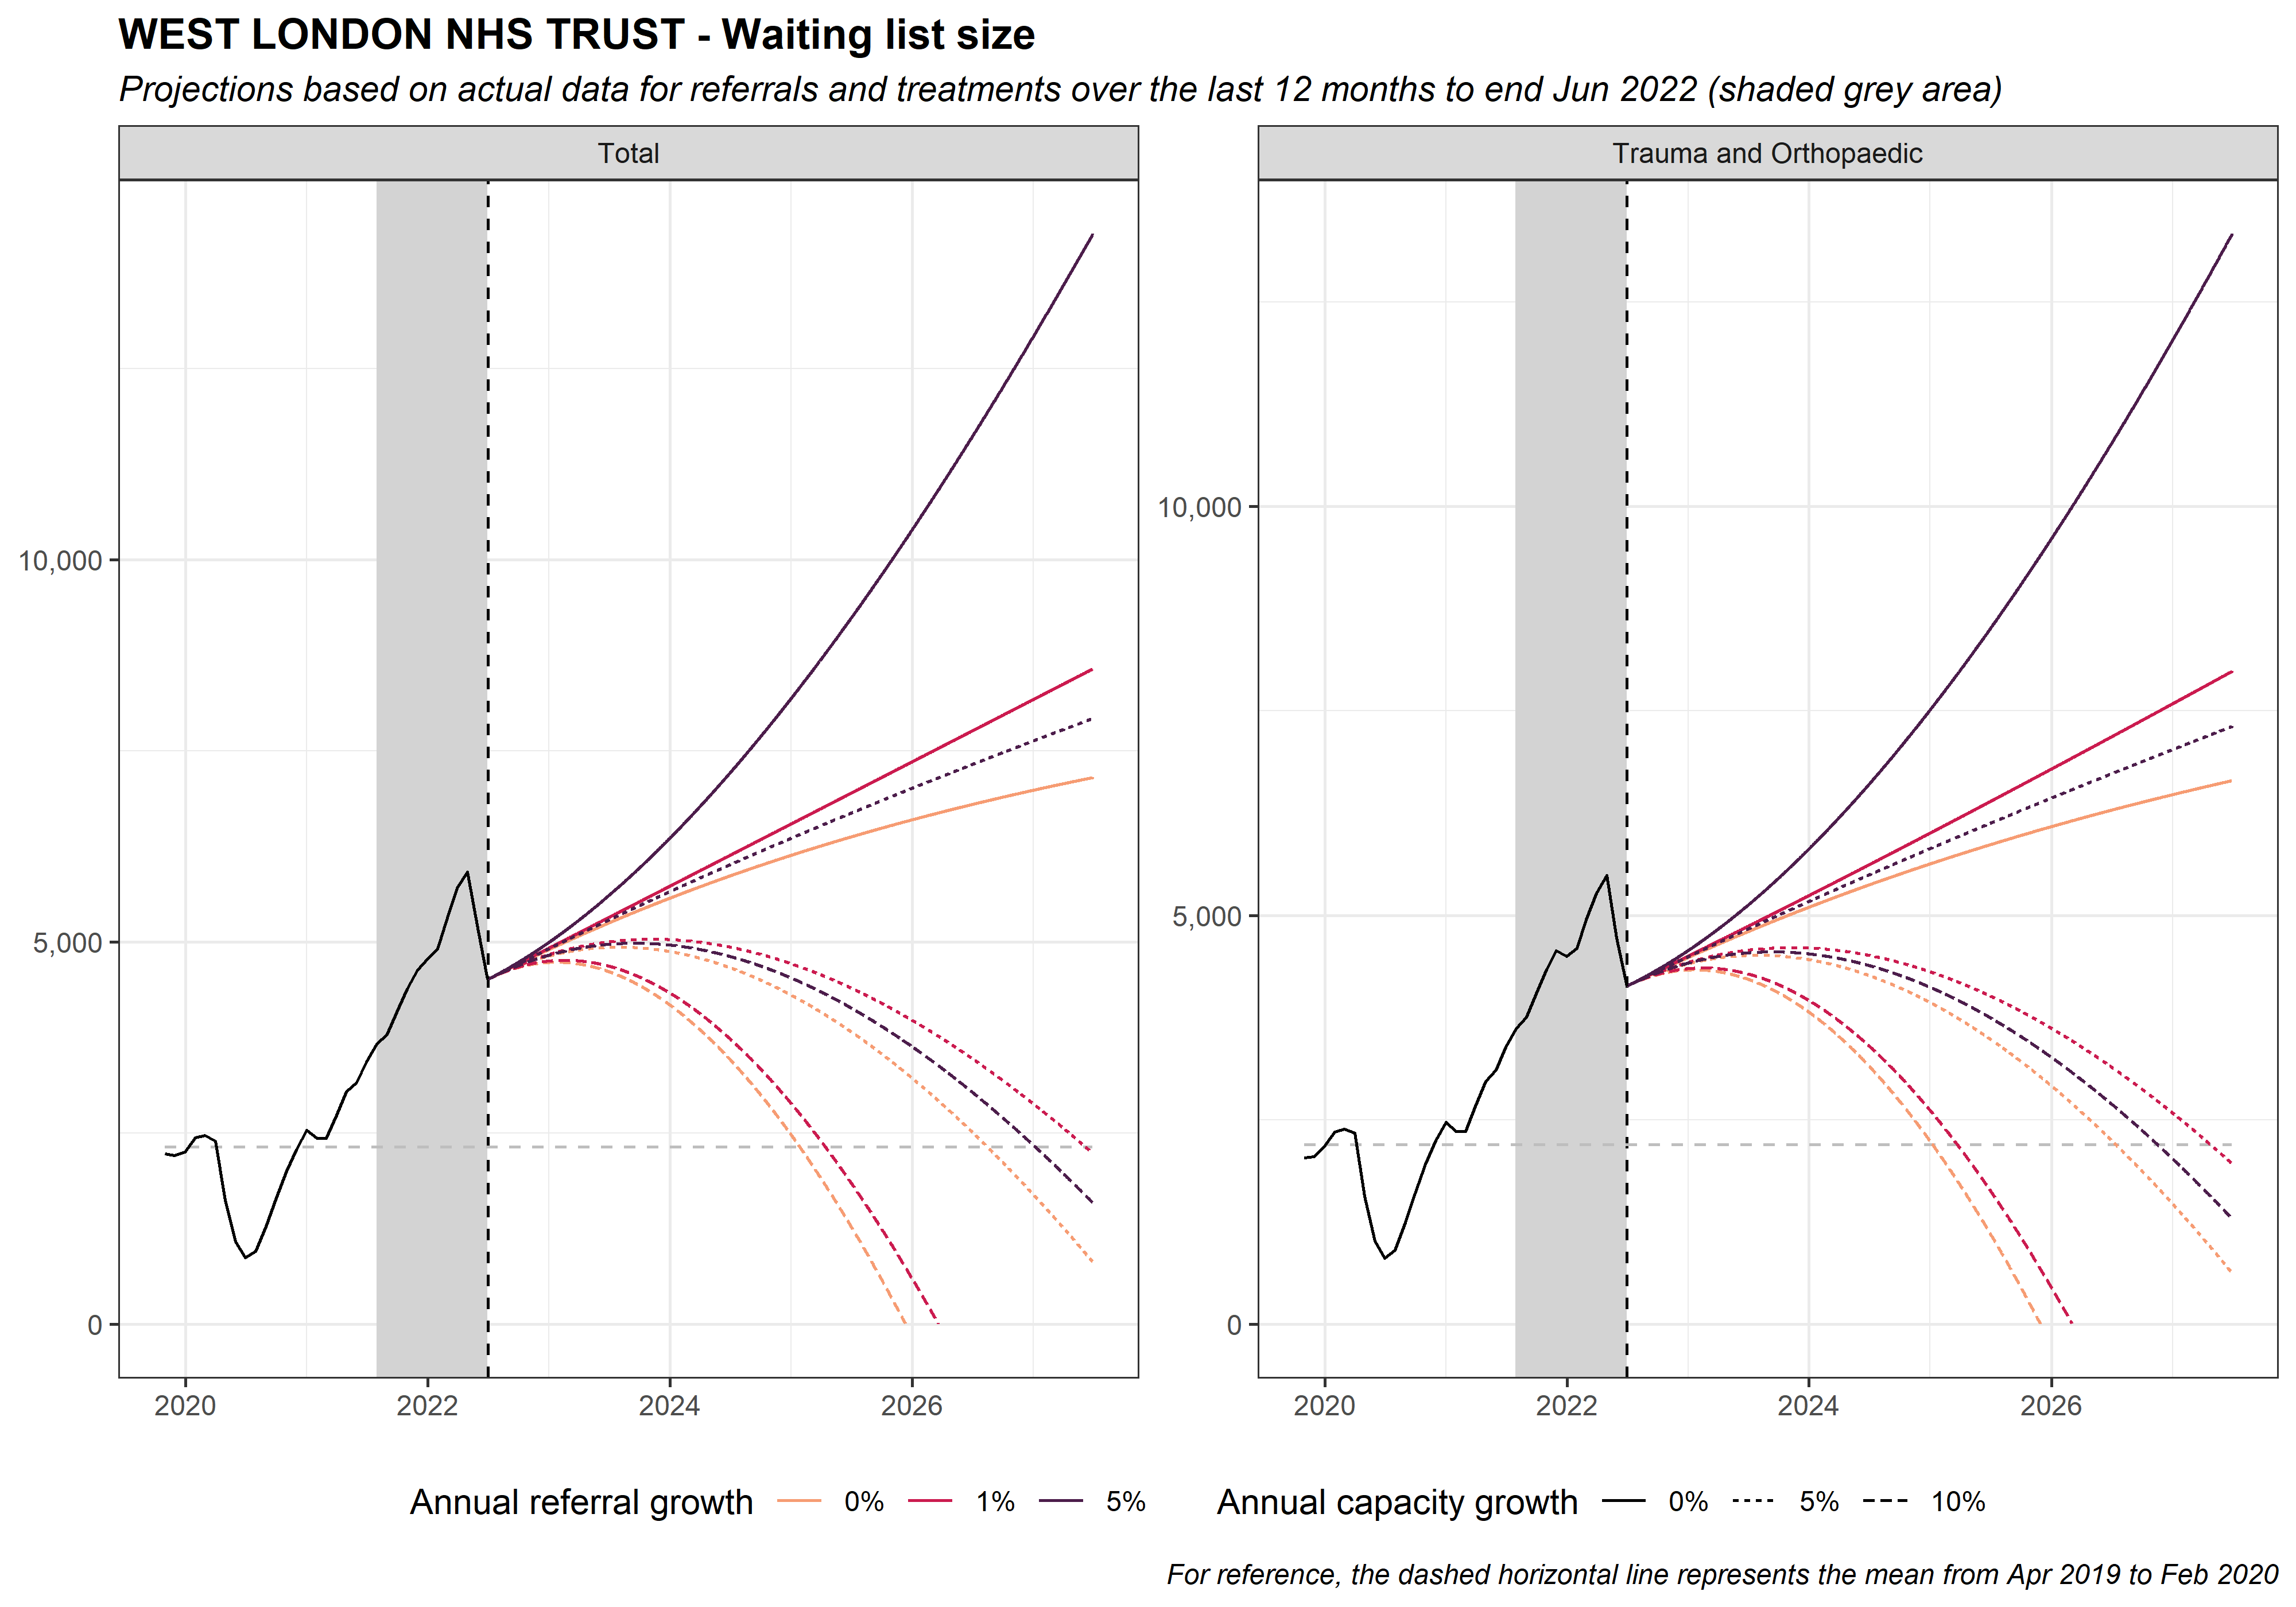 WEST LONDON NHS TRUST - Waiting list size
Projections based on actual data for referrals and treatments over the last 12 months to end Jun 2022 (shaded grey area)
Total
10,000
5,000
0
2020 2022 2024 2026
Trauma and Orthopaedic
10,000
5,000
0
2020 2022 2024 2026
Annual referral growth 0% 1% 5%
Annual capacity growth 0% 5% 10%
For reference, the dashed horizontal line represents the mean from Apr 2019 to Feb 2020